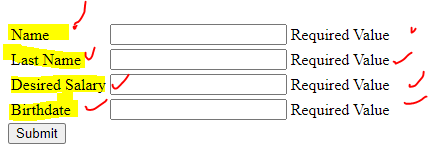 Name Required Value
Last Name Required Value
Desired Salary Required Value
Birthdate Required Value
Submit